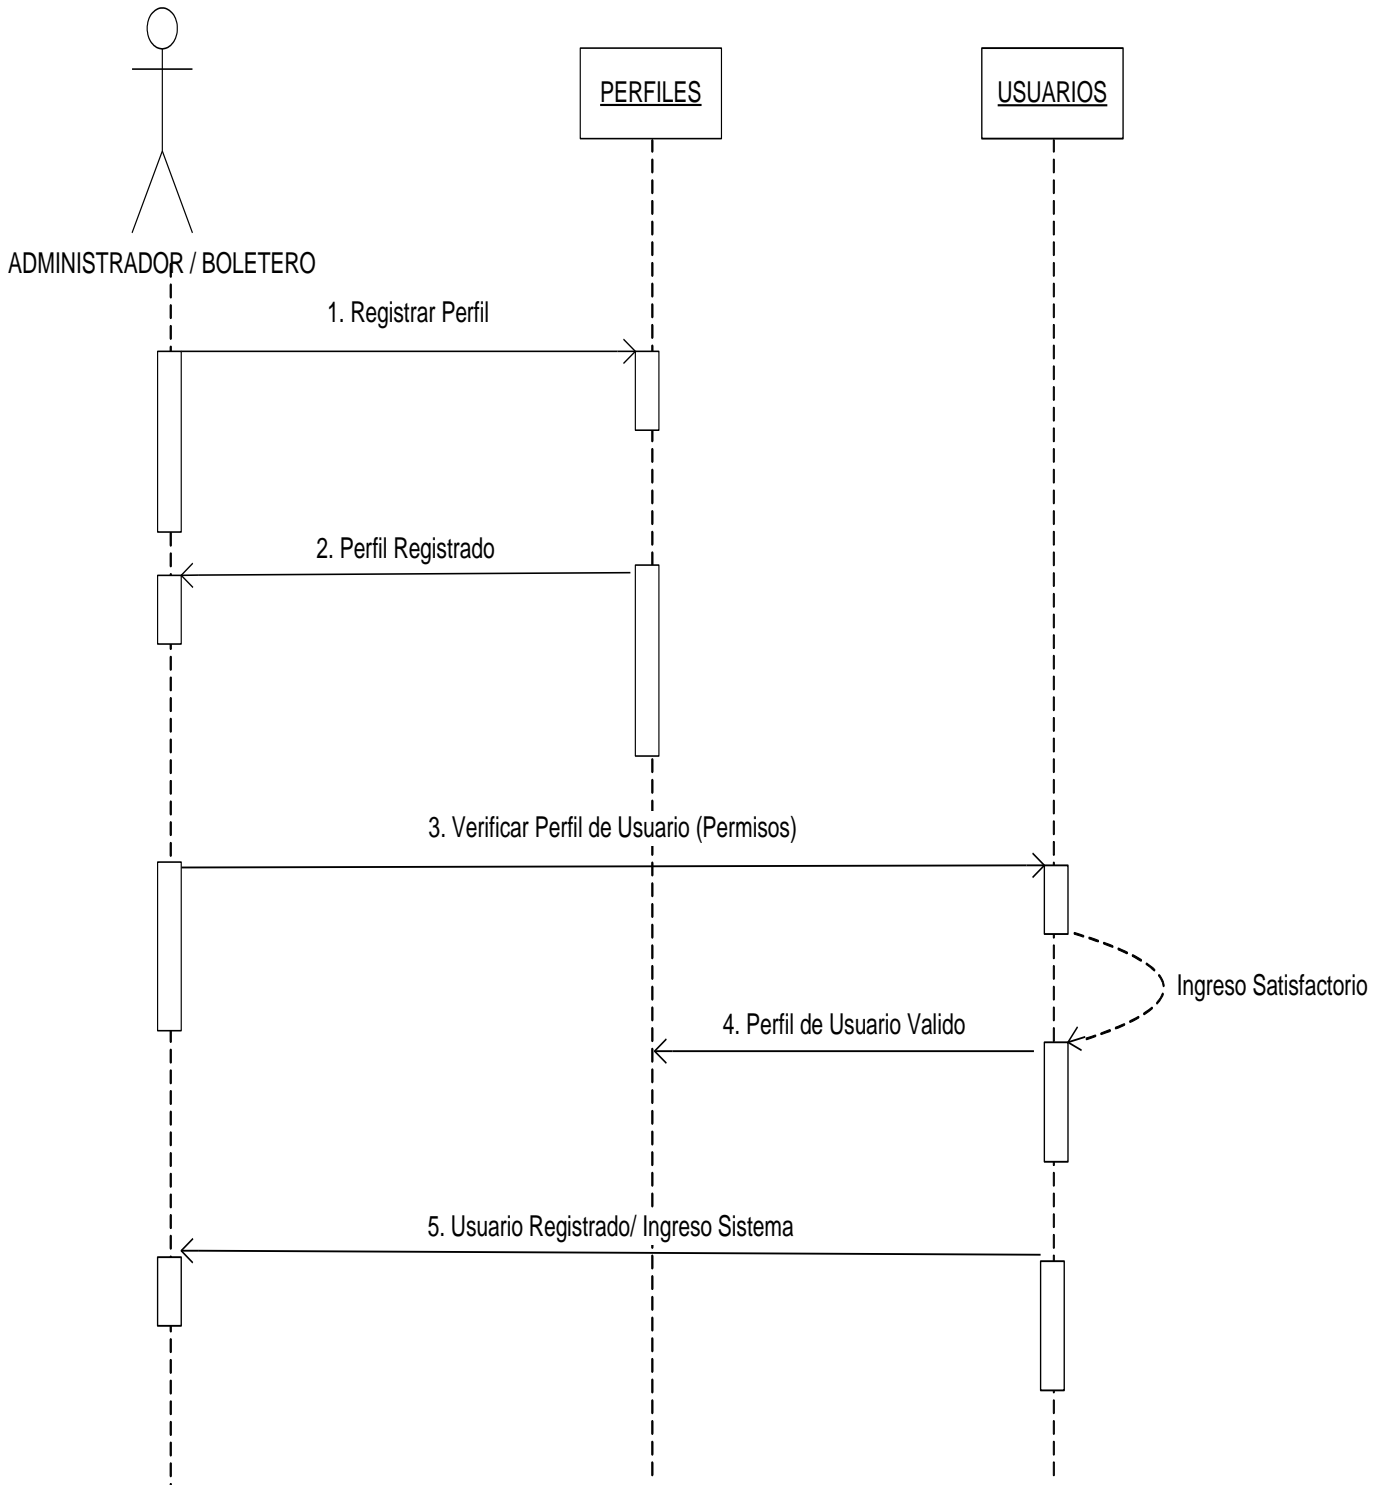 PERFILES
USUARIOS
ADMINISTRADOR / BOLETERO
1. Registrar Perfil
2. Perfil Registrado
3. Verificar Perfil de Usuario (Permisos)
Ingreso Satisfactorio
4. Perfil de Usuario Valido
5. Usuario Registrado/ Ingreso Sistema